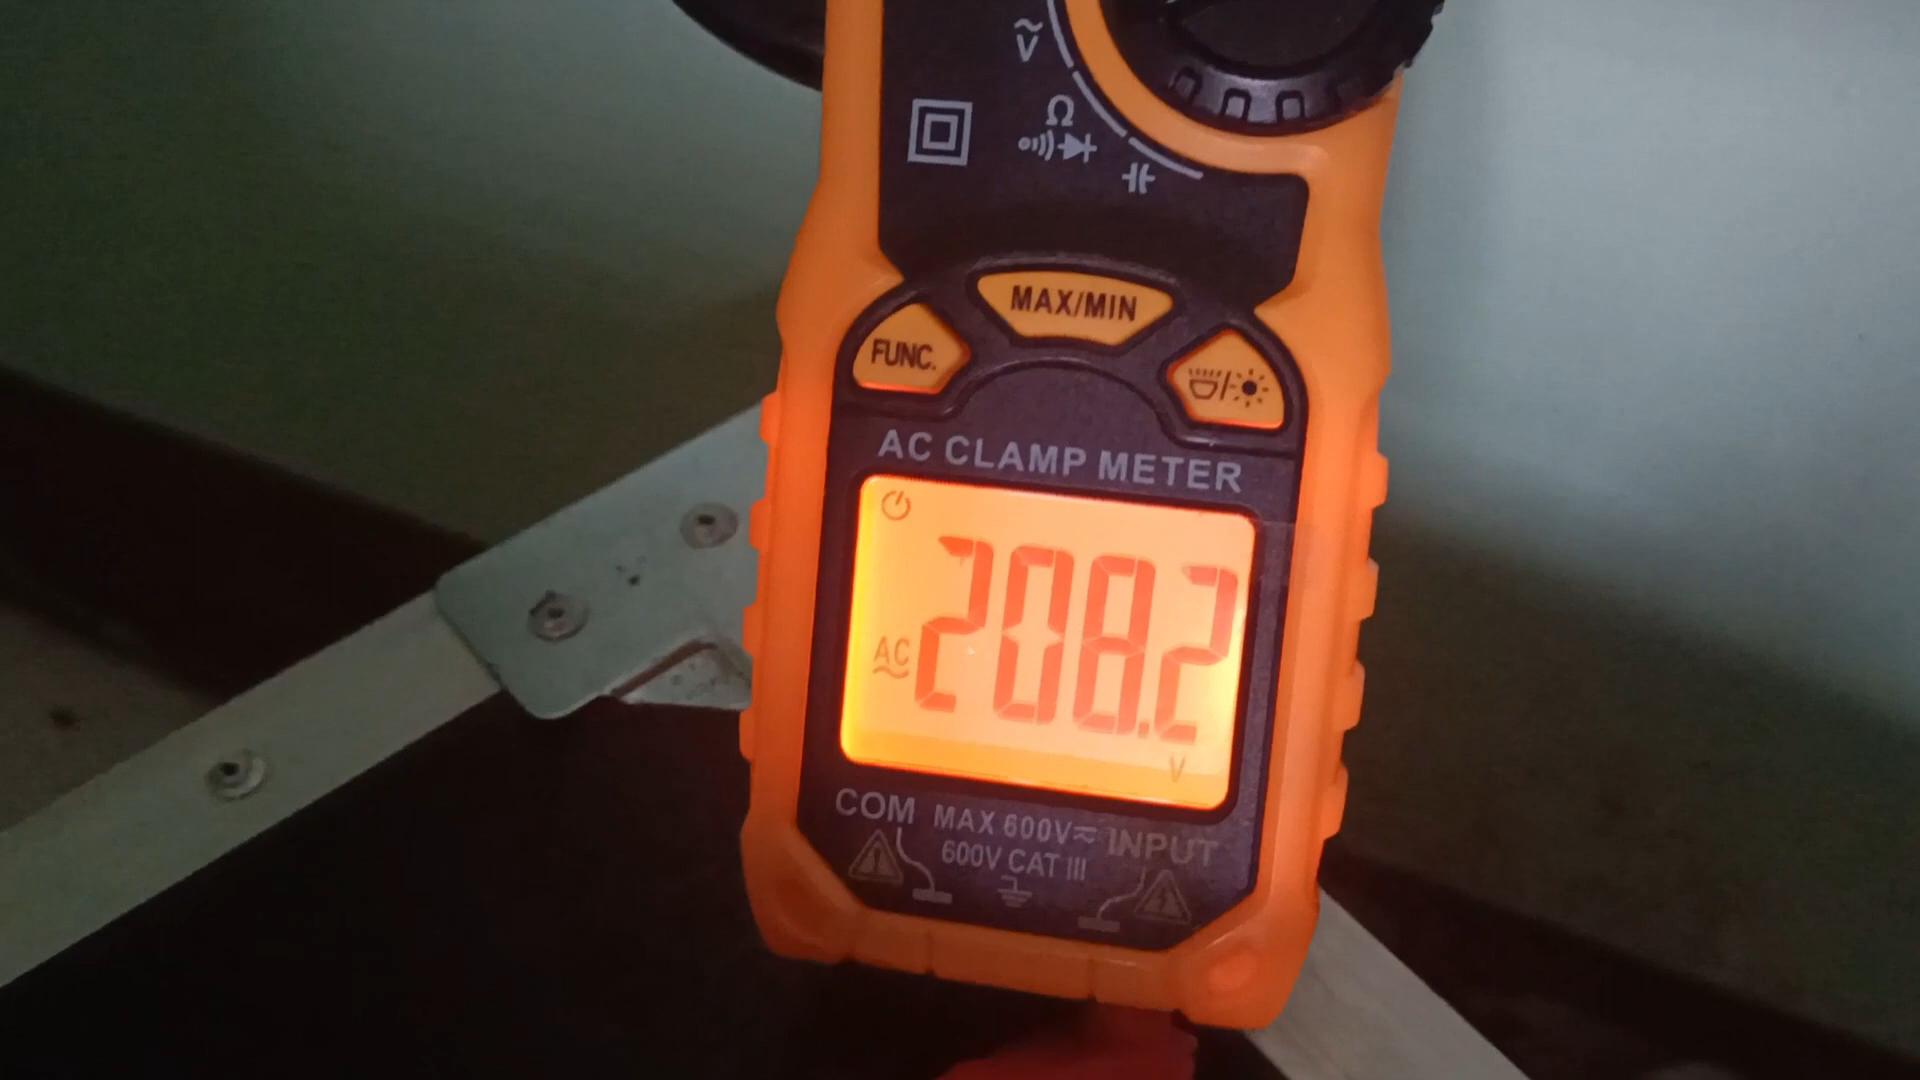 Ṽ
Ω
MAX/MIN
FUNC.
AC CLAMP METER
AC
208.2
V
COM MAX 600V≂ INPUT
600V CAT III